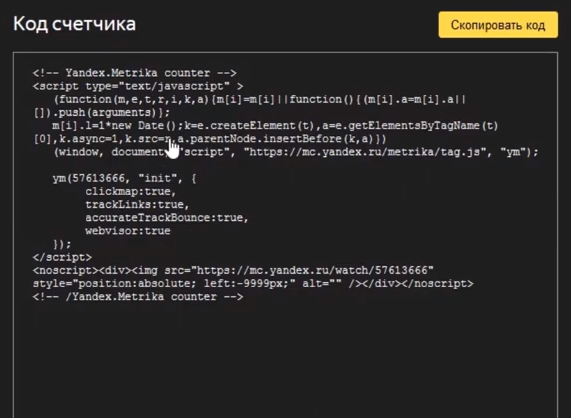 Код счетчика
Скопировать код
<!-- Yandex.Metrika counter -->
<script type="text/javascript" >
(function(m,e,t,r,i,k,a){m[i]=m[i]||function(){(m[i].a=m[i].a||
[]).push(arguments)};
m[i].l=1*new Date();k=e.createElement(t),a=e.getElementsByTagName(t)
[0],k.async=1,k.src=r,a.parentNode.insertBefore(k,a)})
(window, document, "script", "https://mc.yandex.ru/metrika/tag.js", "ym");
ym(57613666, "init", {
clickmap:true,
trackLinks:true,
accurateTrackBounce:true,
webvisor:true
});
</script>
<noscript><div><img src="https://mc.yandex.ru/watch/57613666"
style="position:absolute; left:-9999px;" alt="" /></div></noscript>
<!-- /Yandex.Metrika counter -->